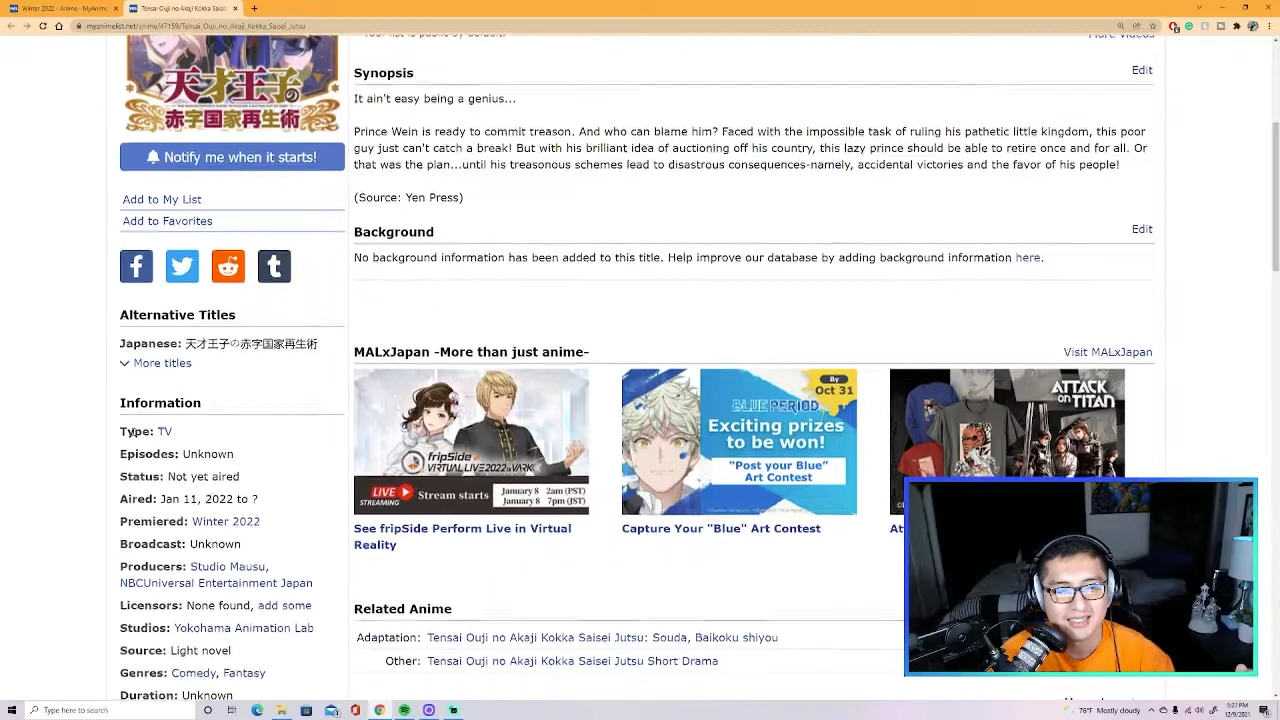 Winter 2022 - Anime - MyAnime
Tensai Ouji no Akaji Kokka Saisei
myanimelist.net/anime/47159/Tensai_Ouji_no_Akaji_Kokka_Saisei_Jutsu
Your list is public by default.
More videos
天才王子の
赤字国家再生術
Notify me when it starts!
Add to My List
Add to Favorites
Alternative Titles
Japanese: 天才王子の赤字国家再生術
More titles
Information
Type: TV
Episodes: Unknown
Status: Not yet aired
Aired: Jan 11, 2022 to ?
Premiered: Winter 2022
Broadcast: Unknown
Producers: Studio Mausu,
NBCUniversal Entertainment Japan
Licensors: None found, add some
Studios: Yokohama Animation Lab
Source: Light novel
Genres: Comedy, Fantasy
Duration: Unknown
Synopsis
Edit
It ain't easy being a genius...
Prince Wein is ready to commit treason. And who can blame him? Faced with the impossible task of ruling his pathetic little kingdom, this poor
guy just can't catch a break! But with his brilliant idea of auctioning off his country, this lazy prince should be able to retire once and for all. Or
that was the plan...until his treasonous schemes lead to disastrous consequences-namely, accidental victories and the favor of his people!
(Source: Yen Press)
Background
Edit
No background information has been added to this title. Help improve our database by adding background information here.
MALxJapan -More than just anime-
Visit MALxJapan
fripSide
VIRTUAL LIVE 2022 in VARK
LIVE
STREAMING
Stream starts
January 8 2am (PST)
January 8 7pm (JST)
See fripSide Perform Live in Virtual
Reality
By
Oct 31
BLUE PERIOD
Exciting prizes
to be won!
"Post your Blue"
Art Contest
Capture Your "Blue" Art Contest
ATTACK
ON TITAN
At
Related Anime
Adaptation: Tensai Ouji no Akaji Kokka Saisei Jutsu: Souda, Baikoku shiyou
Other: Tensai Ouji no Akaji Kokka Saisei Jutsu Short Drama
Type here to search
76°F Mostly cloudy
5:27 PM
12/9/2021